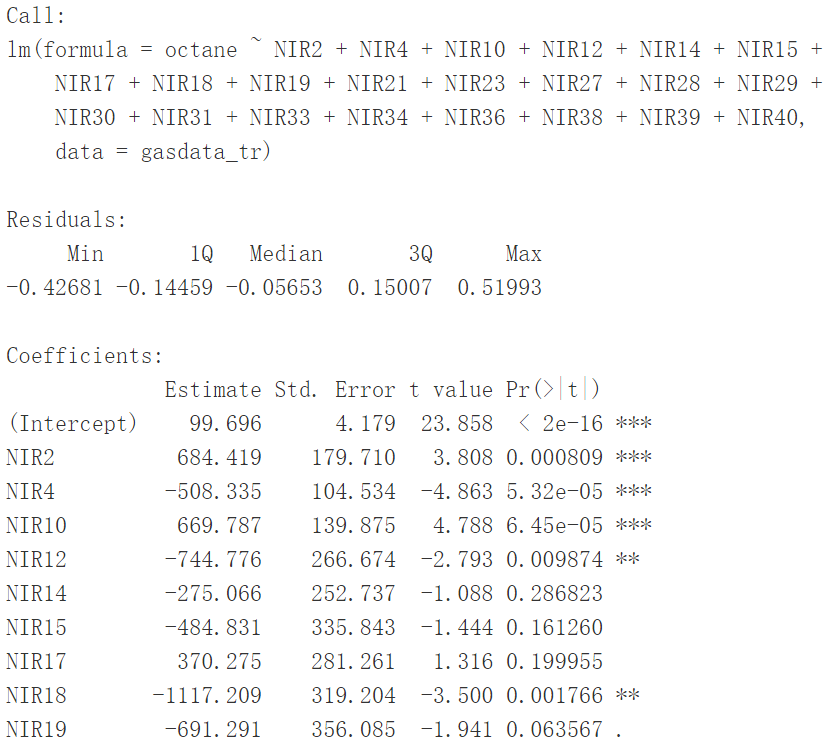 Call:
lm(formula = octane ~ NIR2 + NIR4 + NIR10 + NIR12 + NIR14 + NIR15 +
    NIR17 + NIR18 + NIR19 + NIR21 + NIR23 + NIR27 + NIR28 + NIR29 +
    NIR30 + NIR31 + NIR33 + NIR34 + NIR36 + NIR38 + NIR39 + NIR40,
    data = gasdata_tr)

Residuals:
     Min       1Q   Median       3Q      Max
-0.42681 -0.14459 -0.05653  0.15007  0.51993

Coefficients:
             Estimate Std. Error t value Pr(>|t|)
(Intercept)    99.696      4.179  23.858  < 2e-16 ***
NIR2          684.419    179.710   3.808 0.000809 ***
NIR4         -508.335    104.534  -4.863 5.32e-05 ***
NIR10         669.787    139.875   4.788 6.45e-05 ***
NIR12        -744.776    266.674  -2.793 0.009874 **
NIR14        -275.066    252.737  -1.088 0.286823
NIR15        -484.831    335.843  -1.444 0.161260
NIR17         370.275    281.261   1.316 0.199955
NIR18       -1117.209    319.204  -3.500 0.001766 **
NIR19        -691.291    356.085  -1.941 0.063567 .